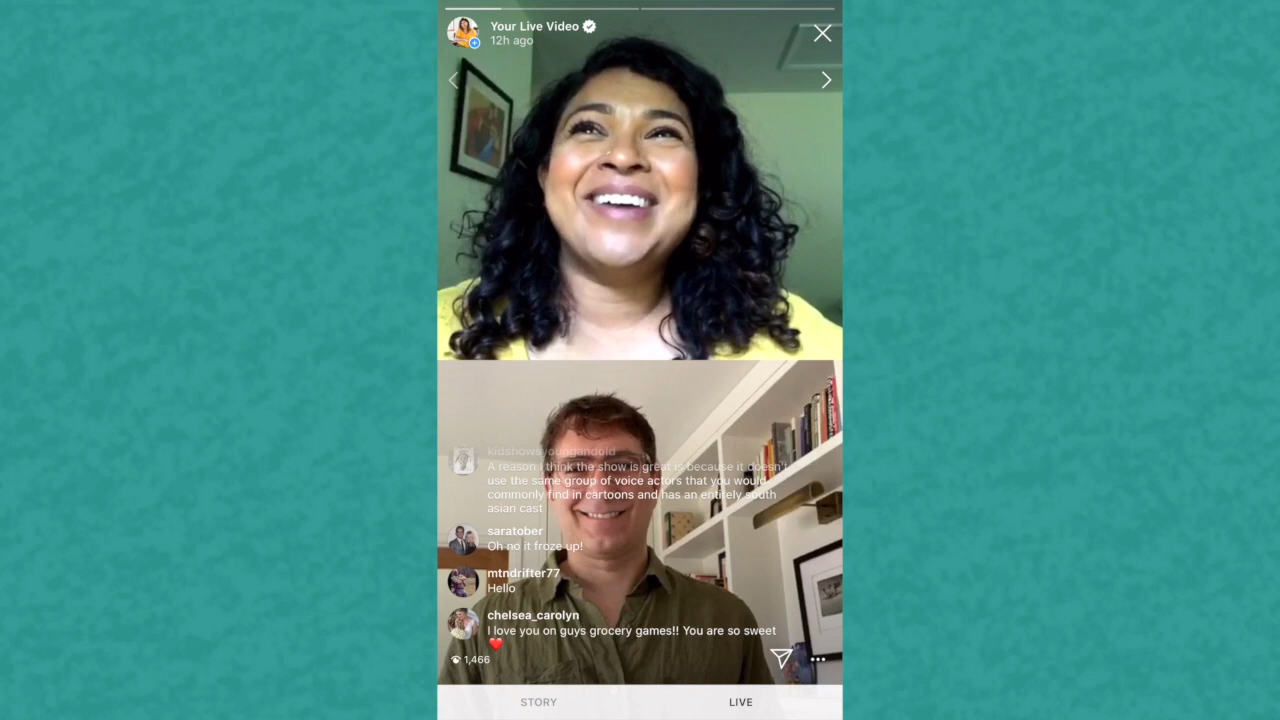 Your Live Video
12h ago
kidshowsyoungandold
A reason I think the show is great is because it doesn't
use the same group of voice actors that you would
commonly find in cartoons and has an entirely south
asian cast
saratober
Oh no it froze up!
mtndrifter77
Hello
chelsea_carolyn
I love you on guys grocery games!! You are so sweet
❤️
1,466
STORY
LIVE